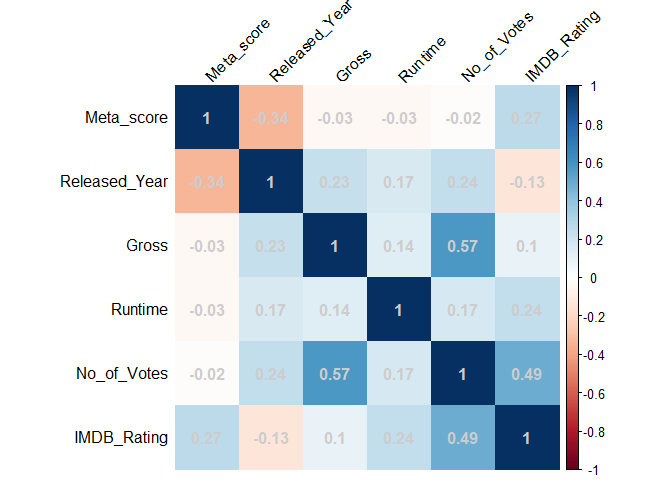 Meta_score Released_Year Gross Runtime No_of_Votes IMDB_Rating
Meta_score 1 -0.34 -0.03 -0.03 -0.02 0.27
Released_Year -0.34 1 0.23 0.17 0.24 -0.13
Gross -0.03 0.23 1 0.14 0.57 0.1
Runtime -0.03 0.17 0.14 1 0.17 0.24
No_of_Votes -0.02 0.24 0.57 0.17 1 0.49
IMDB_Rating 0.27 -0.13 0.1 0.24 0.49 1
1
0.8
0.6
0.4
0.2
0
-0.2
-0.4
-0.6
-0.8
-1